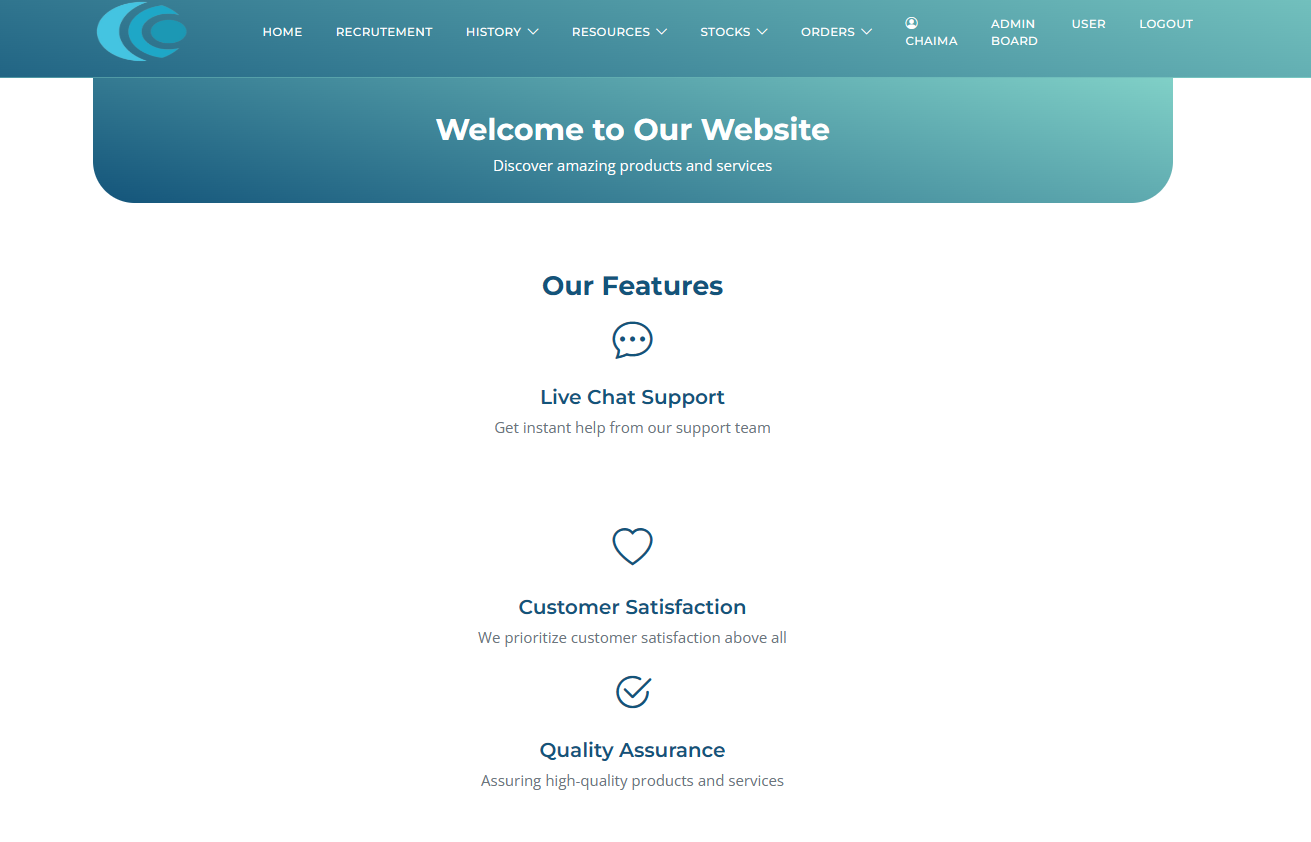 HOME RECRUTEMENT HISTORY RESOURCES STOCKS ORDERS CHAIMA ADMIN BOARD USER LOGOUT
Welcome to Our Website
Discover amazing products and services
Our Features
Live Chat Support
Get instant help from our support team
Customer Satisfaction
We prioritize customer satisfaction above all
Quality Assurance
Assuring high-quality products and services